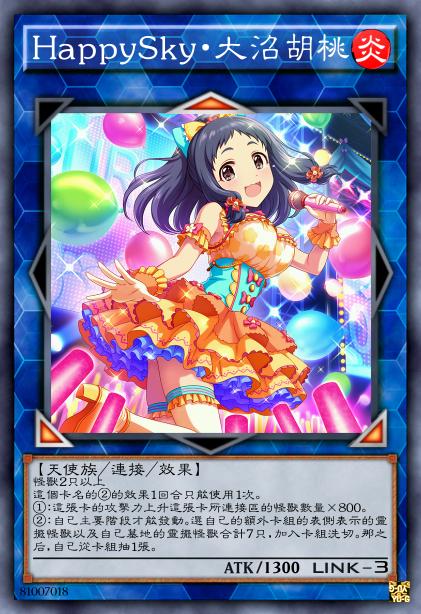 HappySky・大沼胡桃 炎
【天使族／連接／效果】
怪獸2只以上
這個卡名的②的效果1回合只能使用1次。
①：這張卡的攻擊力上升這張卡所連接區的怪獸數量×800。
②：自己主要階段才能發動。選自己的額外卡組的表側表示的靈
擺怪獸以及自己墓地的靈擺怪獸合計7只，加入卡組洗切。那之
后，自己從卡組抽1張。
ATK/1300 LINK-3
81007018